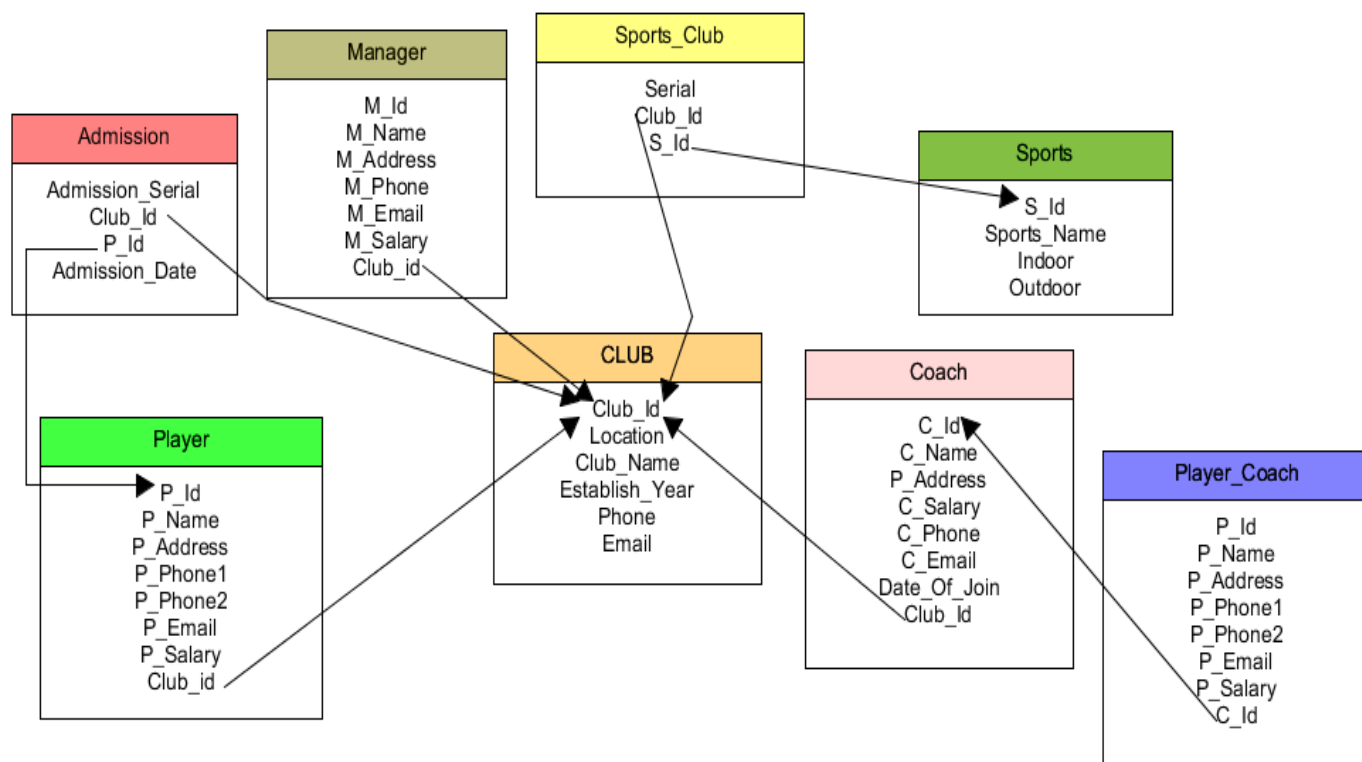 Sports_Club
Serial
Club_Id
S_Id
Manager
M_Id
M_Name
M_Address
M_Phone
M_Email
M_Salary
Club_id
Admission
Admission_Serial
Club_Id
P_Id
Admission_Date
Sports
S_Id
Sports_Name
Indoor
Outdoor
CLUB
Club_Id
Location
Club_Name
Establish_Year
Phone
Email
Coach
C_Id
C_Name
P_Address
C_Salary
C_Phone
C_Email
Date_Of_Join
Club_Id
Player
P_Id
P_Name
P_Address
P_Phone1
P_Phone2
P_Email
P_Salary
Club_id
Player_Coach
P_Id
P_Name
P_Address
P_Phone1
P_Phone2
P_Email
P_Salary
C_Id